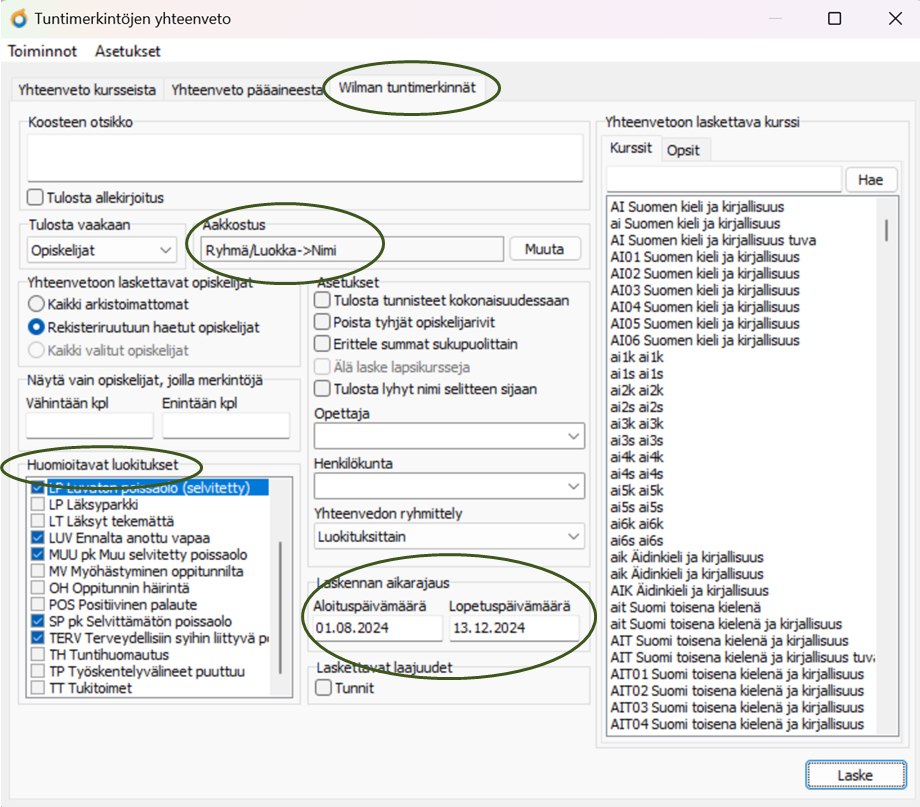 Tuntimerkintöjen yhteenveto
Toiminnot Asetukset
Yhteenveto kursseista Yhteenveto pääaineesta Wilman tuntimerkinnät
Koosteen otsikko
Tulosta allekirjoitus
Tulosta vaakaan
Opiskelijat
Aakkostus
Ryhmä/Luokka->Nimi
Muuta
Yhteenvetoon laskettavat opiskelijat
Kaikki arkistoimattomat
Rekisteriruutuun haetut opiskelijat
Kaikki valitut opiskelijat
Näytä vain opiskelijat, joilla merkintöjä
Vähintään kpl Enintään kpl
Huomioitavat luokitukset
LP Luvaton poissaolo (selvitetty)
LP Läksyparkki
LT Läksyt tekemättä
LUV Ennalta anottu vapaa
MUU pk Muu selvitetty poissaolo
MV Myöhästyminen oppitunnilta
OH Oppitunnin häirintä
POS Positiivinen palaute
SP pk Selvittämätön poissaolo
TERV Terveydellisiin syihin liittyvä p
TH Tuntihuomautus
TP Työskentelyvälineet puuttuu
TT Tukitoimet
Asetukset
Tulosta tunnisteet kokonaisuudessaan
Poista tyhjät opiskelijarivit
Erittele summat sukupuolittain
Älä laske lapsikursseja
Tulosta lyhyt nimi selitteen sijaan
Opettaja
Henkilökunta
Yhteenvedon ryhmittely
Luokituksittain
Laskennan aikarajaus
Aloituspäivämäärä Lopetuspäivämäärä
01.08.2024 13.12.2024
Laskettavat laajuudet
Tunnit
Yhteenvetoon laskettava kurssi
Kurssit Opsit
Hae
AI Suomen kieli ja kirjallisuus
ai Suomen kieli ja kirjallisuus
AI Suomen kieli ja kirjallisuus tuva
AI01 Suomen kieli ja kirjallisuus
AI02 Suomen kieli ja kirjallisuus
AI03 Suomen kieli ja kirjallisuus
AI04 Suomen kieli ja kirjallisuus
AI05 Suomen kieli ja kirjallisuus
AI06 Suomen kieli ja kirjallisuus
ai1k ai1k
ai1s ai1s
ai2k ai2k
ai2s ai2s
ai3k ai3k
ai3s ai3s
ai4k ai4k
ai4s ai4s
ai5k ai5k
ai5s ai5s
ai6k ai6k
ai6s ai6s
aik Äidinkieli ja kirjallisuus
aik Äidinkieli ja kirjallisuus
AIK Äidinkieli ja kirjallisuus
ait Suomi toisena kielenä
ait Suomi toisena kielenä ja kirjallisuus
AIT Suomi toisena kielenä ja kirjallisuus
AIT Suomi toisena kielenä ja kirjallisuus tuva
AIT01 Suomi toisena kielenä ja kirjallisuus
AIT02 Suomi toisena kielenä ja kirjallisuus
AIT03 Suomi toisena kielenä ja kirjallisuus
AIT04 Suomi toisena kielenä ja kirjallisuus
Laske